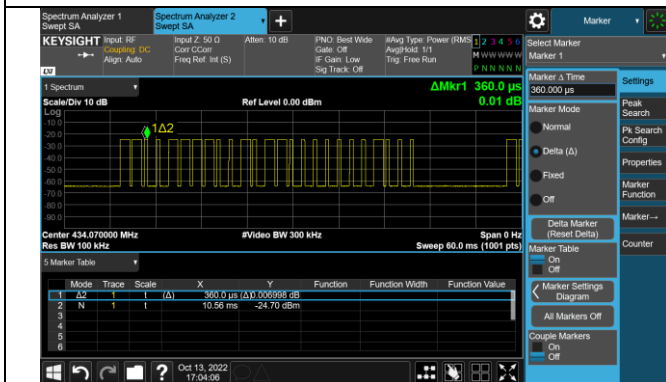 Spectrum Analyzer 1
Swept SA
Spectrum Analyzer 2
Swept SA
Marker
KEYSIGHT
Input: RF
Coupling: DC
Align: Auto
Input Z: 50 Ω
Corr CCorr
Freq Ref: Int (S)
Atten: 10 dB
PNO: Best Wide
Gate: Off
IF Gain: Low
Sig Track: Off
#Avg Type: Power (RMS
Avg|Hold: 1/1
Trig: Free Run
1 2 3 4 5 6
M W W W W W
P N N N N N
Select Marker
Marker 1
LXI
1 Spectrum
ΔMkr1 360.0 µs
0.01 dB
Scale/Div 10 dB
Ref Level 0.00 dBm
Log
-10.0
-20.0
-30.0
-40.0
-50.0
-60.0
-70.0
-80.0
-90.0
1Δ2
Center 434.070000 MHz
Res BW 100 kHz
#Video BW 300 kHz
Span 0 Hz
Sweep 60.0 ms (1001 pts)
5 Marker Table
Mode Trace Scale X Y Function Function Width Function Value
1 Δ2 1 t (Δ) 360.0 µs (Δ) 0.006998 dB
2 N 1 t 10.56 ms -24.70 dBm
3
4
5
6
Oct 13, 2022
17:04:06
Marker Δ Time
360.000 µs
Marker Mode
Normal
Delta (Δ)
Fixed
Off
Delta Marker
(Reset Delta)
Marker Table
On
Off
Marker Settings
Diagram
All Markers Off
Couple Markers
On
Off
Settings
Peak
Search
Pk Search
Config
Properties
Marker
Function
Marker→
Counter